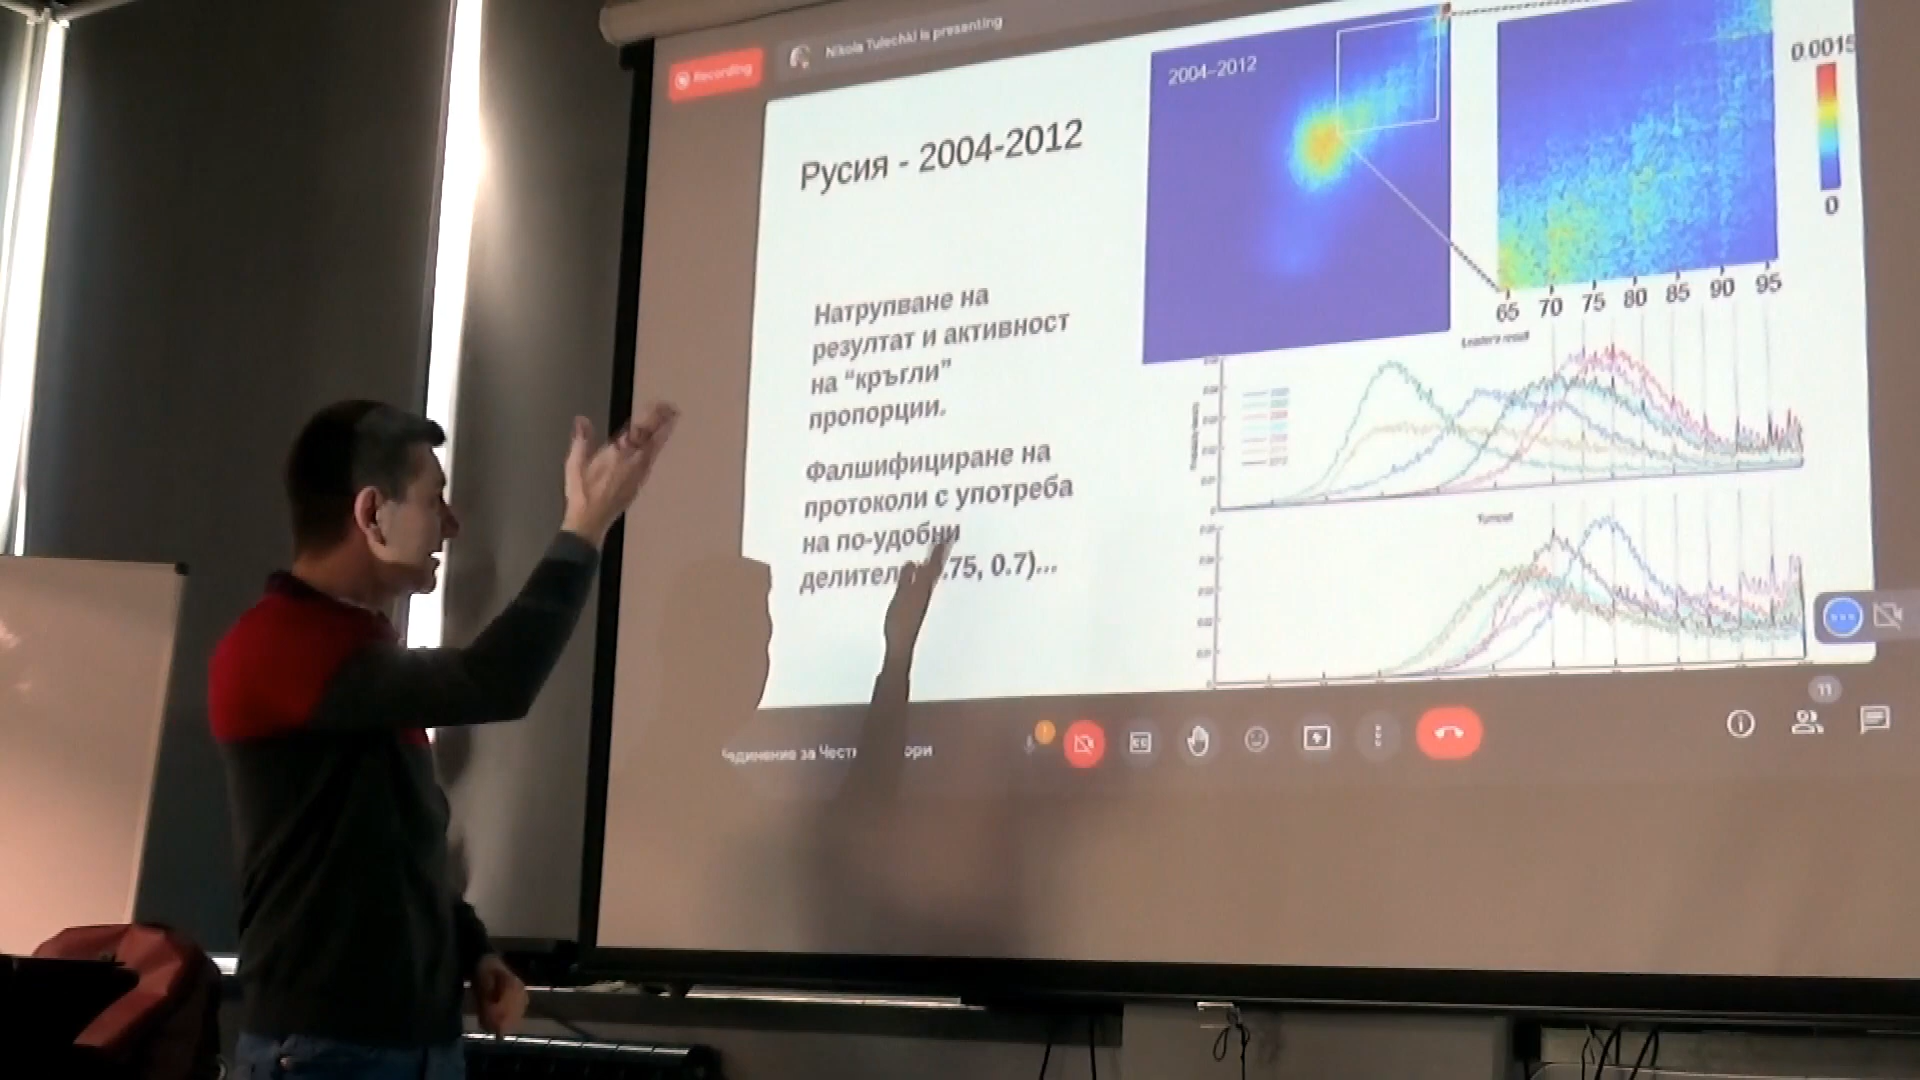 Recording
Nikola Tulechki is presenting
Русия - 2004-2012
Натрупване на
резултат и активност
на “кръгли”
пропорции.
Фалшифициране на
протоколи с употреба
на по-удобни
.75, 0.7)...
2004–2012
0.0015
0
65 70 75 80 85 90 95
Leader's result
Turnout
за
11